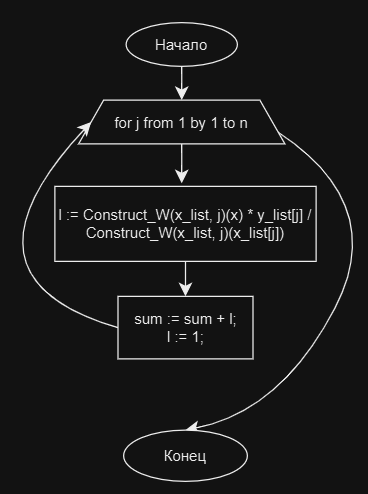 Начало
for j from 1 by 1 to n
l := Construct_W(x_list, j)(x) * y_list[j] /
Construct_W(x_list, j)(x_list[j])
sum := sum + l;
l := 1;
Конец